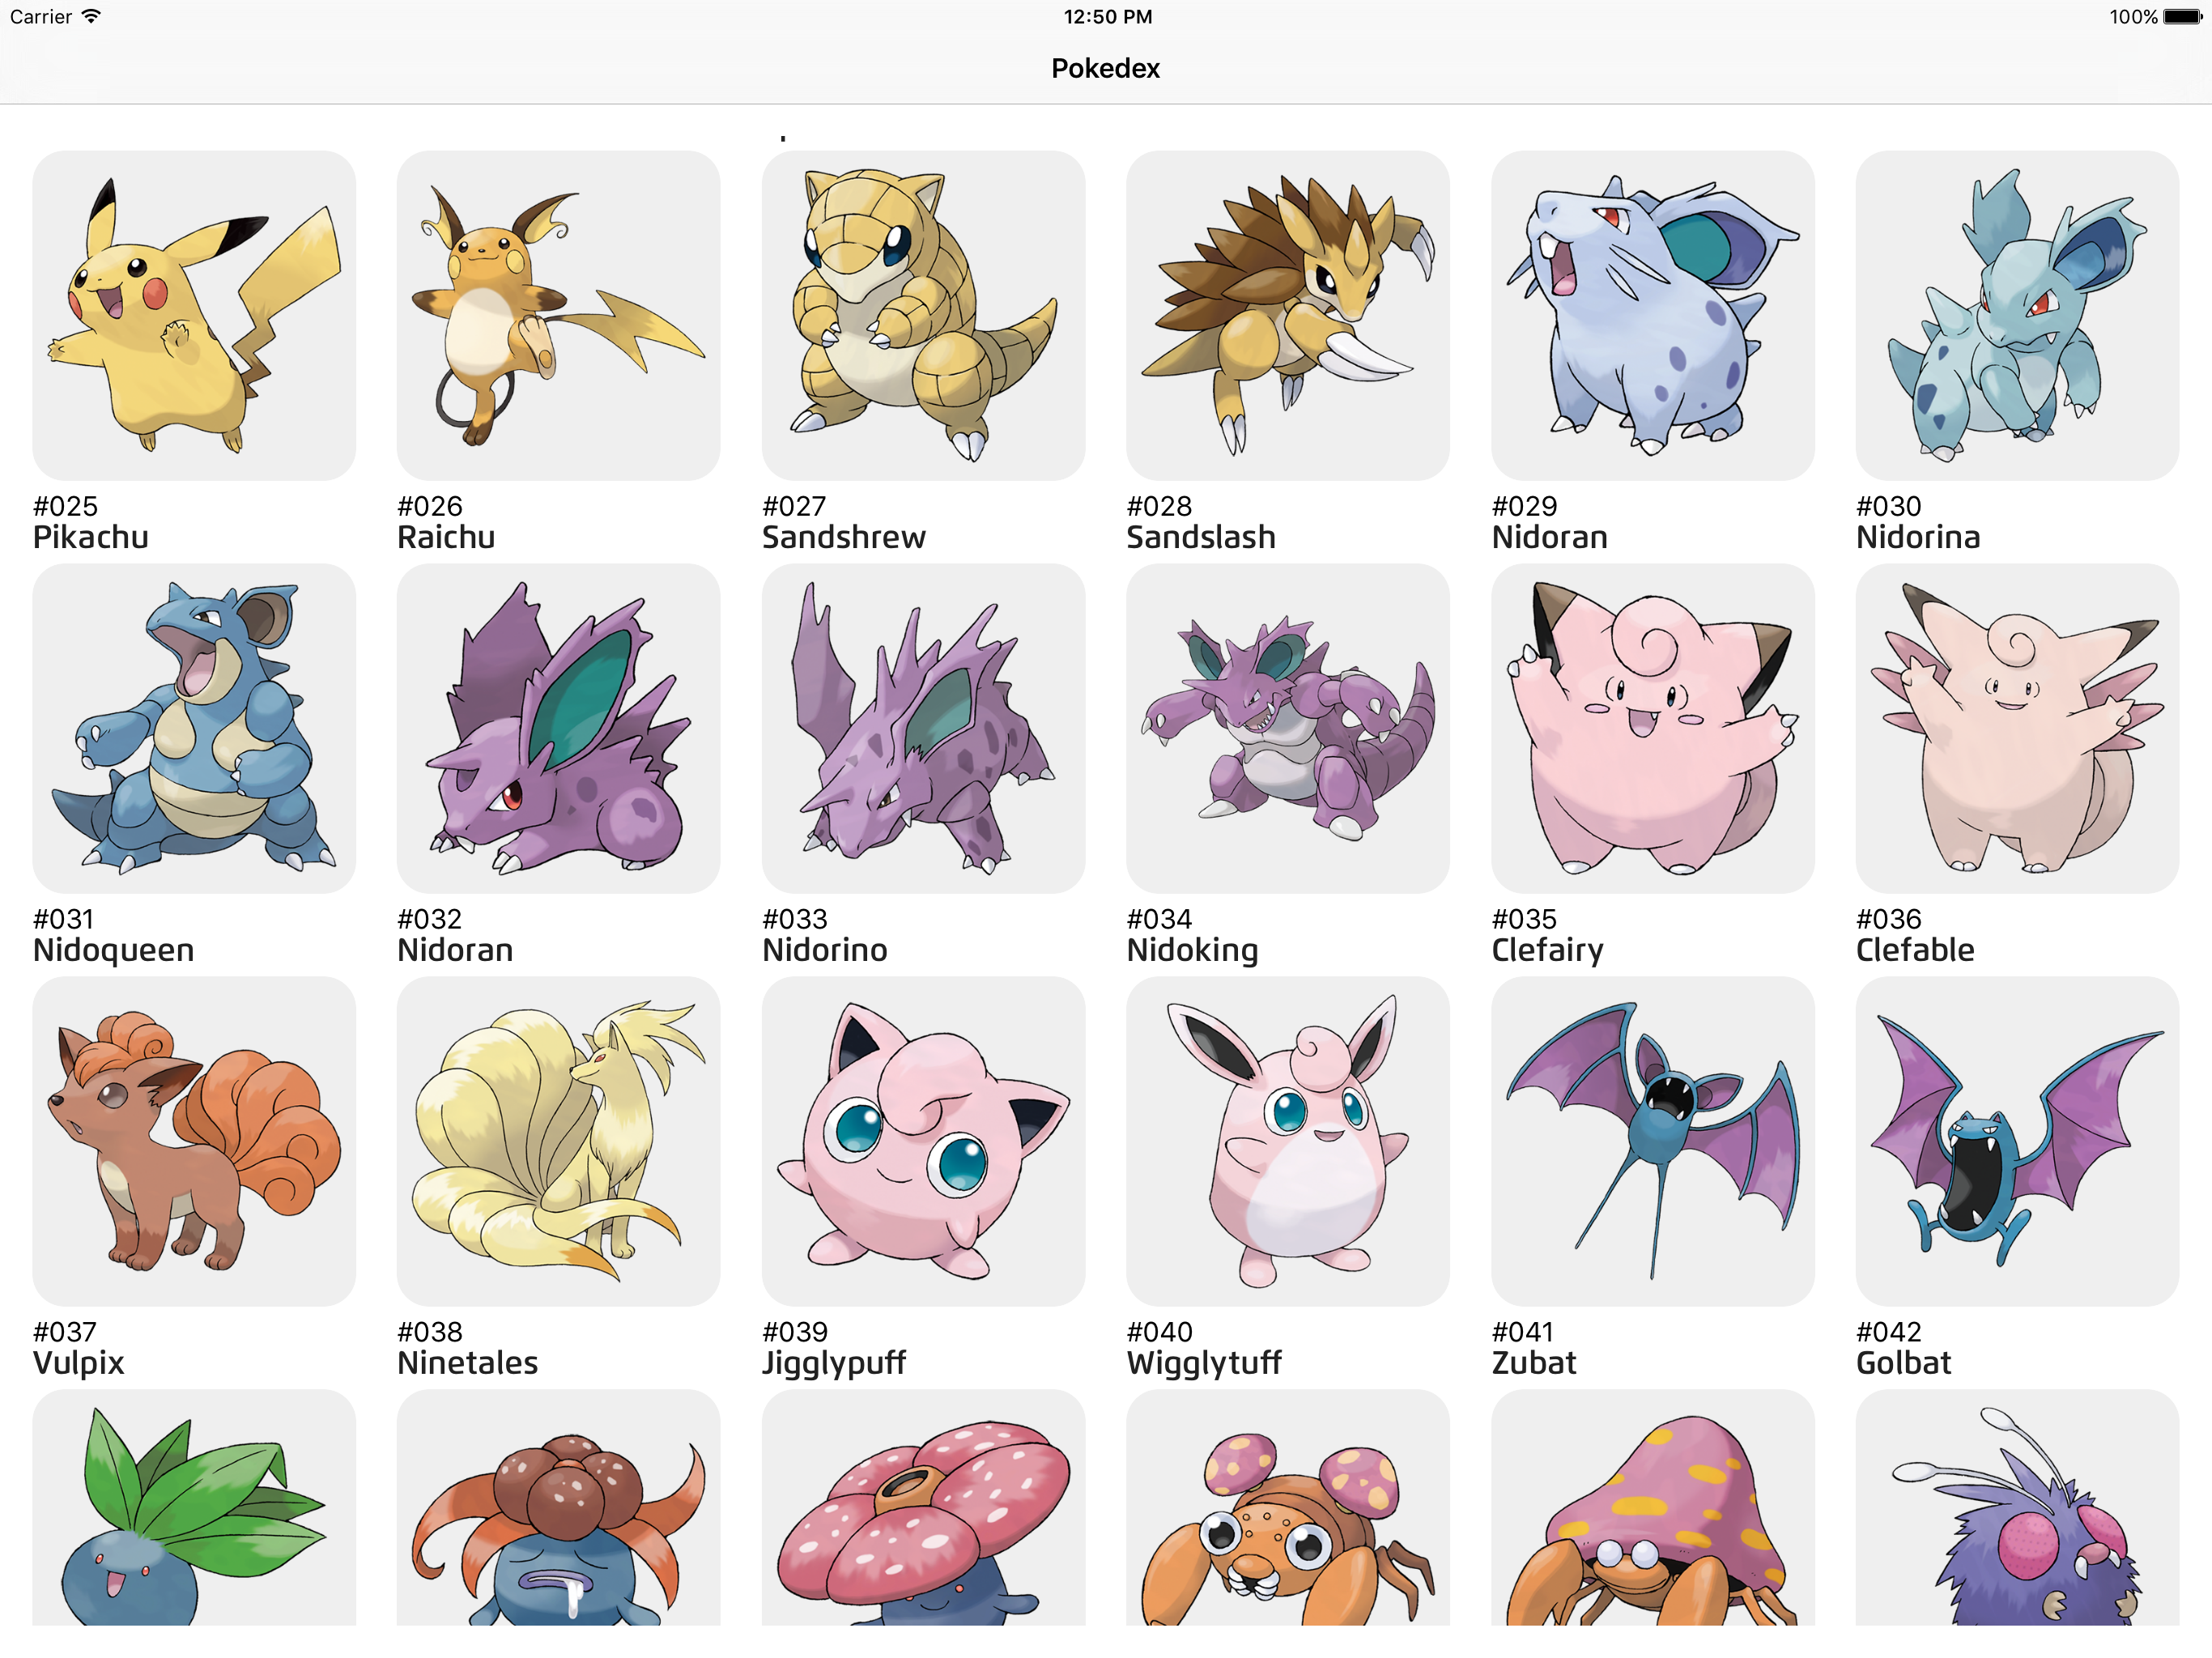 Carrier 12:50 PM 100%
Pokedex
#025 #026 #027 #028 #029 #030
Pikachu Raichu Sandshrew Sandslash Nidoran Nidorina
#031 #032 #033 #034 #035 #036
Nidoqueen Nidoran Nidorino Nidoking Clefairy Clefable
#037 #038 #039 #040 #041 #042
Vulpix Ninetales Jigglypuff Wigglytuff Zubat Golbat